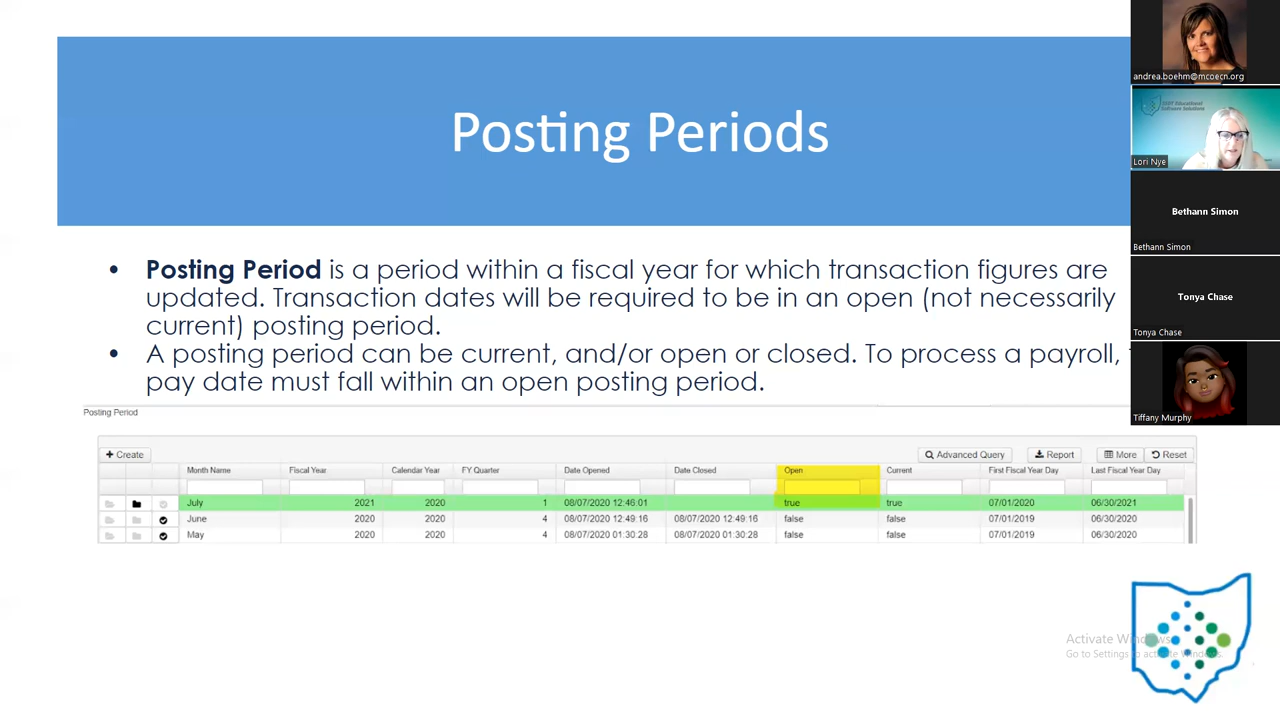 Posting Periods
• Posting Period is a period within a fiscal year for which transaction figures are
updated. Transaction dates will be required to be in an open (not necessarily
current) posting period.
• A posting period can be current, and/or open or closed. To process a payroll,
pay date must fall within an open posting period.
Posting Period
Create
Advanced Query Report More Reset
Month Name Fiscal Year Calendar Year FY Quarter Date Opened Date Closed Open Current First Fiscal Year Day Last Fiscal Year Day
July 2021 2020 1 08/07/2020 12:46:01 true true 07/01/2020 06/30/2021
June 2020 2020 4 08/07/2020 12:49:16 08/07/2020 12:49:16 false false 07/01/2019 06/30/2020
May 2020 2020 4 08/07/2020 01:30:28 08/07/2020 01:30:28 false false 07/01/2019 06/30/2020
andrea.boehm@mcoecn.org
SSDT Educational
Software Solutions
Lori Nye
Bethann Simon
Bethann Simon
Tonya Chase
Tonya Chase
Tiffany Murphy
Activate Windows
Go to Settings to activate Windows.